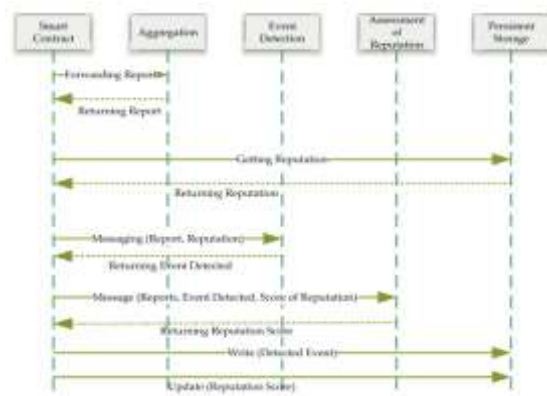 Smart
Contract
Aggregation
Event
Detection
Assessment
of
Reputation
Persistent
Storage
Forwarding Report
Returning Report
Getting Reputation
Returning Reputation
Messaging (Report, Reputation)
Returning Event Detected
Message (Reports, Event Detected, Score of Reputation)
Returning Reputation Score
Write (Detected Event)
Update (Reputation Score)